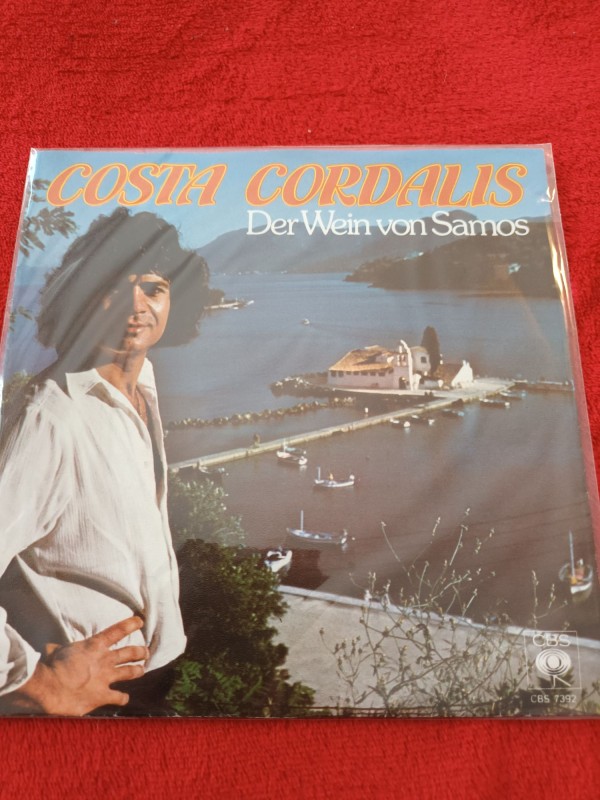 COSTA CORDALIS
Der Wein von Samos
CBS
CBS 7392